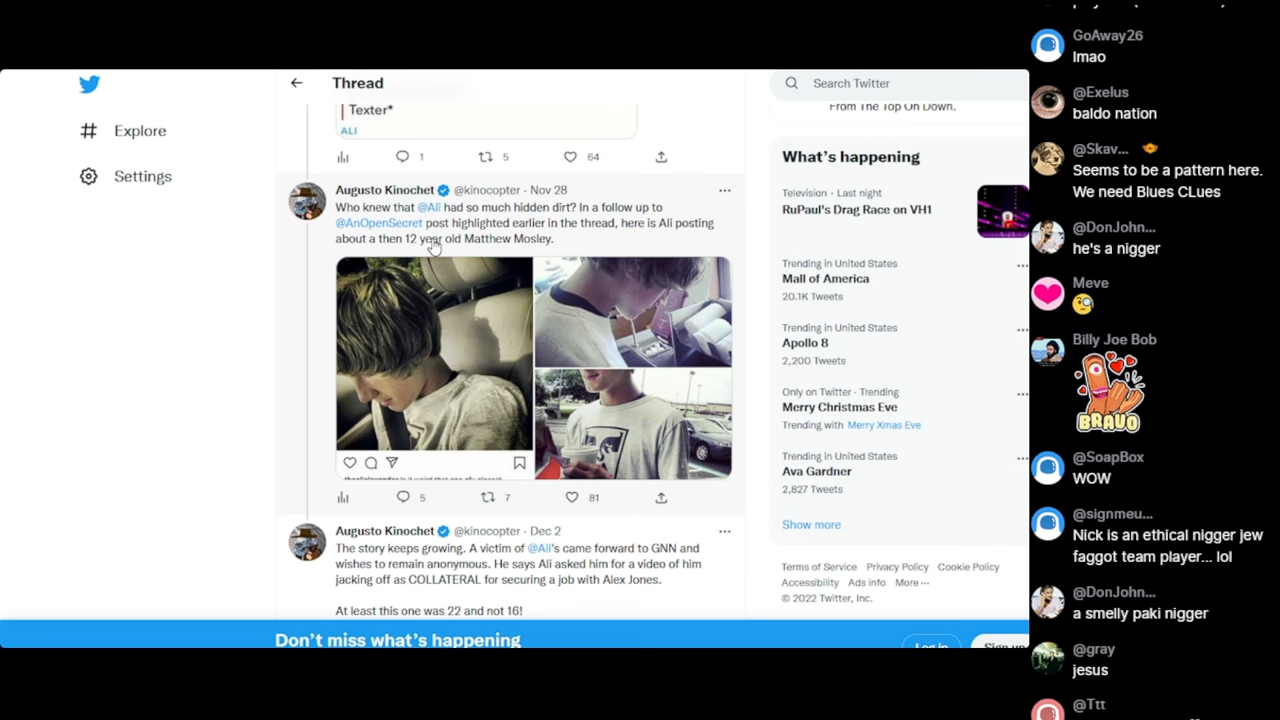 Thread
Search Twitter
Explore
Settings
Texter*
ALI
1
5
64
From The Top On Down.
What's happening
Television · Last night
RuPaul's Drag Race on VH1
Trending in United States
Mall of America
20.1K Tweets
Trending in United States
Apollo 8
2,200 Tweets
Only on Twitter · Trending
Merry Christmas Eve
Trending with Merry Xmas Eve
Trending in United States
Ava Gardner
2,827 Tweets
Show more
Terms of Service Privacy Policy Cookie Policy
Accessibility Ads info More ···
© 2022 Twitter, Inc.
Augusto Kinochet @kinocopter · Nov 28
Who knew that @Ali had so much hidden dirt? In a follow up to
@AnOpenSecret post highlighted earlier in the thread, here is Ali posting
about a then 12 year old Matthew Mosley.
5
7
81
Augusto Kinochet @kinocopter · Dec 2
The story keeps growing. A victim of @Ali's came forward to GNN and
wishes to remain anonymous. He says Ali asked him for a video of him
jacking off as COLLATERAL for securing a job with Alex Jones.
At least this one was 22 and not 16!
Don't miss what's happening
Log in
Sign up
GoAway26
lmao
@Exelus
baldo nation
@Skav...
Seems to be a pattern here.
We need Blues CLues
@DonJohn...
he's a nigger
Meve
Billy Joe Bob
BRAVO
@SoapBox
WOW
@signmeu...
Nick is an ethical nigger jew
faggot team player... lol
@DonJohn...
a smelly paki nigger
@gray
jesus
@Ttt